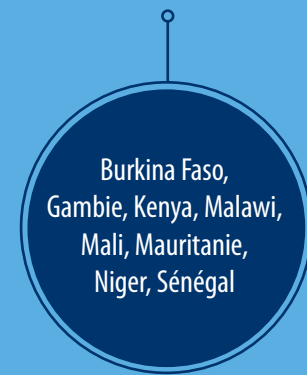 Burkina Faso,
Gambie, Kenya, Malawi,
Mali, Mauritanie,
Niger, Sénégal